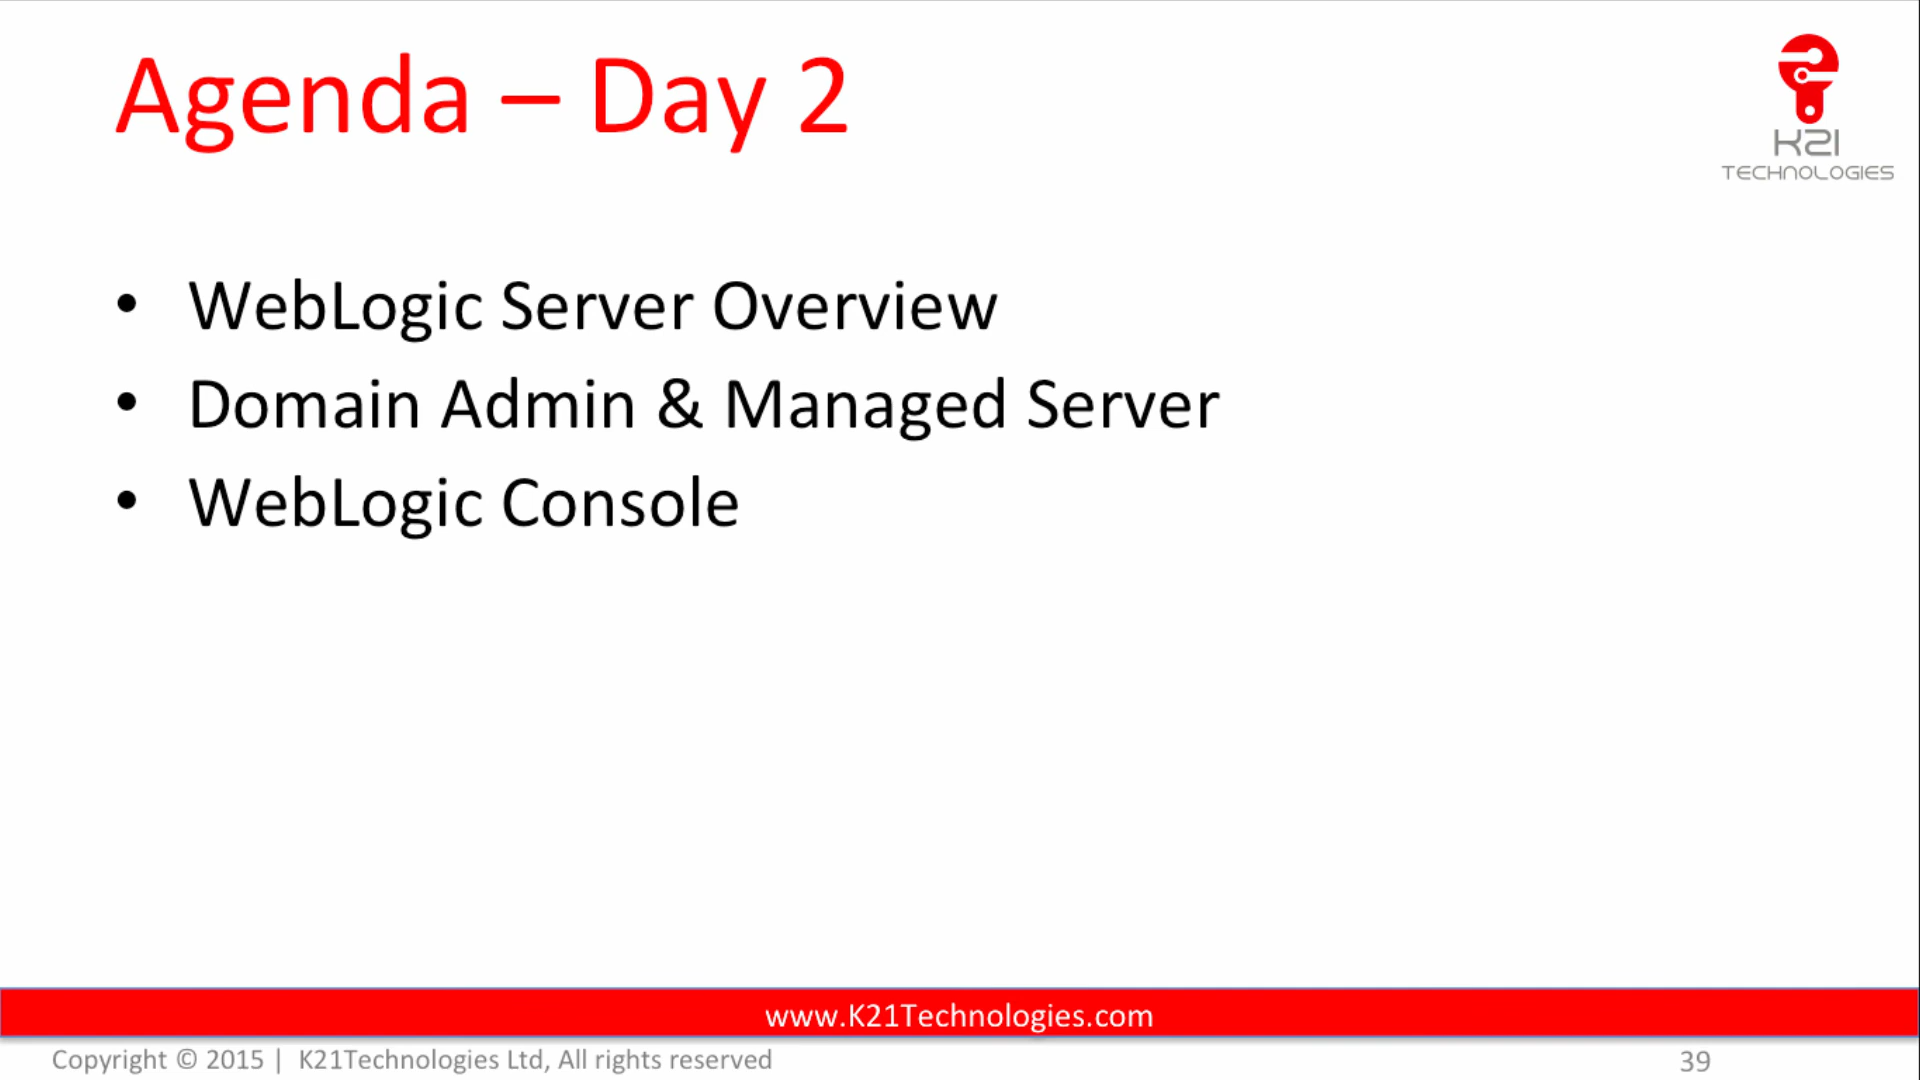 Agenda – Day 2
K21
TECHNOLOGIES
• WebLogic Server Overview
• Domain Admin & Managed Server
• WebLogic Console
www.K21Technologies.com
Copyright © 2015 | K21Technologies Ltd, All rights reserved
39